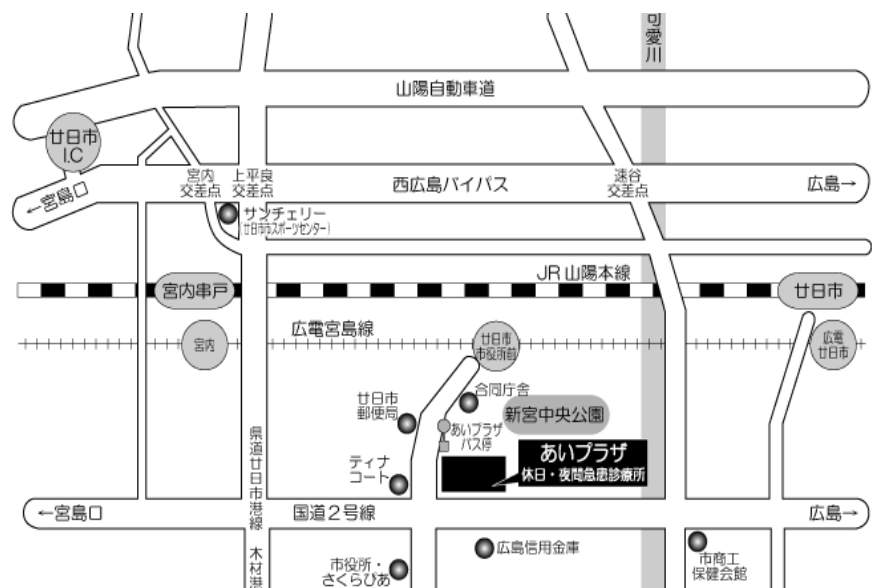 可愛川
山陽自動車道
廿日市
I.C
宮内
交差点
上平良
交差点
西広島バイパス
速谷
交差点
広島→
←宮島口
サンチェリー
(廿日市市スポーツセンター)
JR山陽本線
宮内串戸
廿日市
広電宮島線
宮内
廿日市
市役所前
広電
廿日市
廿日市
郵便局
合同庁舎
新宮中央公園
あいプラザ
バス停
あいプラザ
休日・夜間急患診療所
県道廿日市港線
ティナ
コート
←宮島口
国道2号線
広島→
木材港
市役所・
さくらぴあ
広島信用金庫
市商工
保健会館